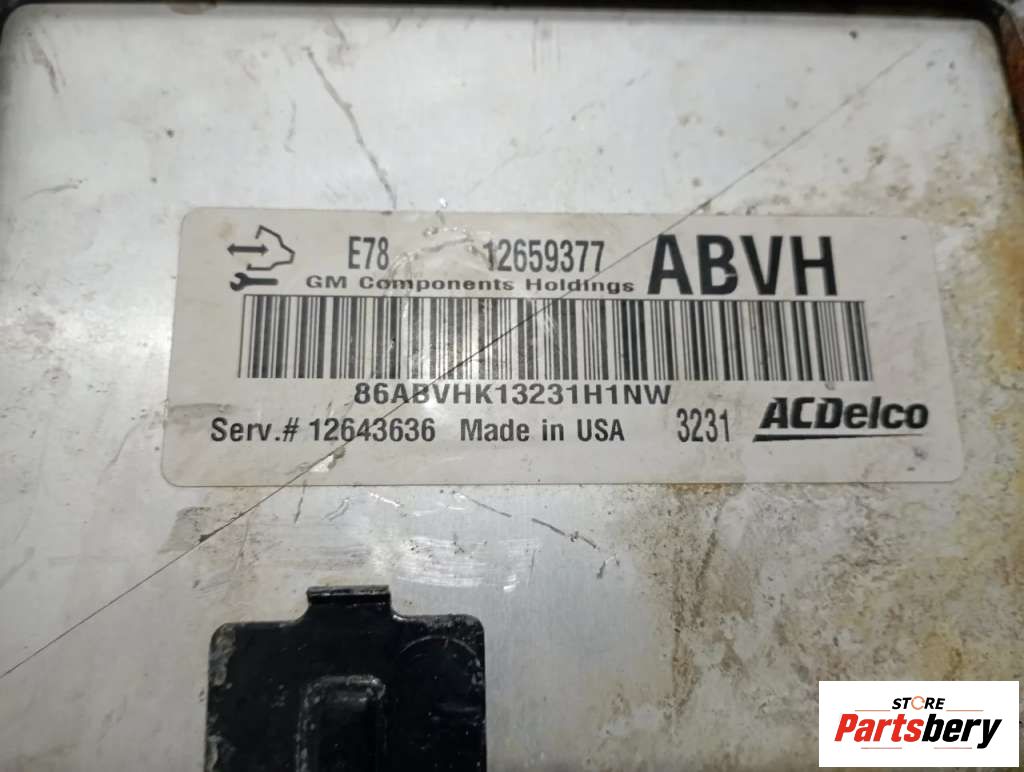 E78 12659377 ABVH
GM Components Holdings
86ABVHK13231H1NW
Serv.# 12643636 Made in USA 3231 ACDelco
STORE
Partsbery